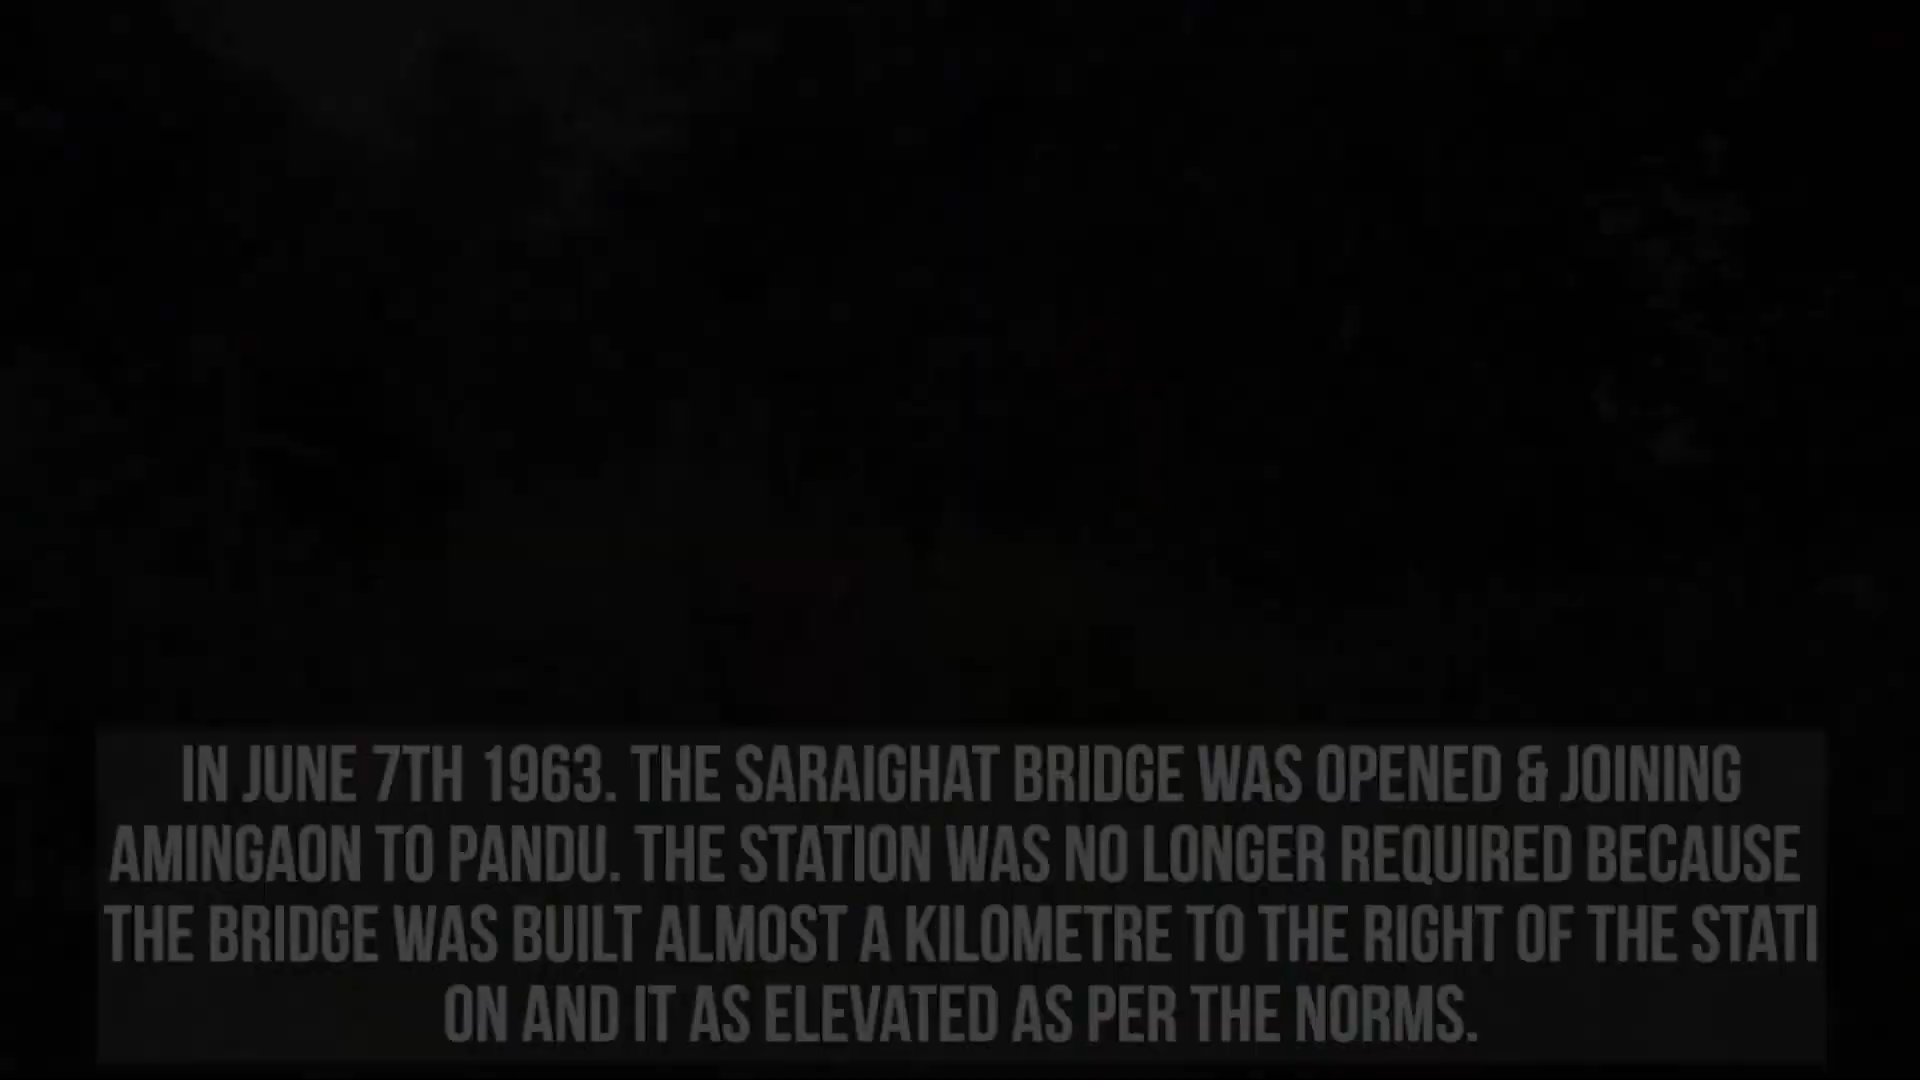 IN JUNE 7TH 1963. THE SARAIGHAT BRIDGE WAS OPENED & JOINING
AMINGAON TO PANDU. THE STATION WAS NO LONGER REQUIRED BECAUSE
THE BRIDGE WAS BUILT ALMOST A KILOMETRE TO THE RIGHT OF THE STATI
ON AND IT AS ELEVATED AS PER THE NORMS.